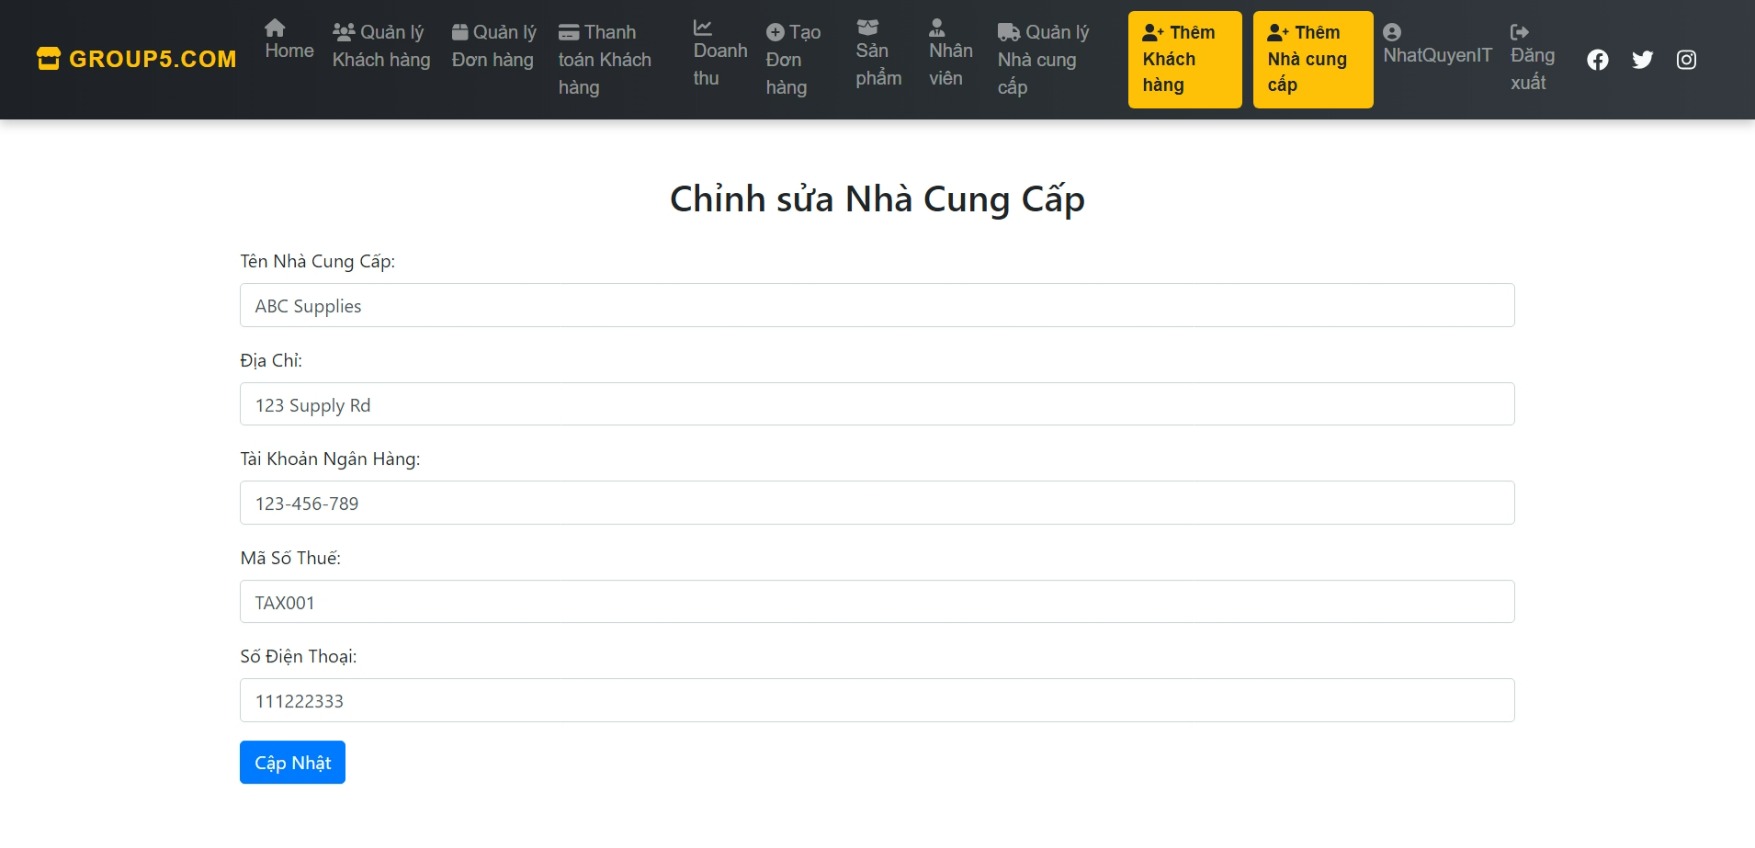 GROUP5.COM
Home
Quản lý
Khách hàng
Quản lý
Đơn hàng
Thanh
toán Khách
hàng
Doanh
thu
Tạo
Đơn
hàng
Sản
phẩm
Nhân
viên
Quản lý
Nhà cung
cấp
Thêm
Khách
hàng
Thêm
Nhà cung
cấp
NhatQuyenIT
Đăng
xuất
Chỉnh sửa Nhà Cung Cấp
Tên Nhà Cung Cấp:
ABC Supplies
Địa Chỉ:
123 Supply Rd
Tài Khoản Ngân Hàng:
123-456-789
Mã Số Thuế:
TAX001
Số Điện Thoại:
111222333
Cập Nhật